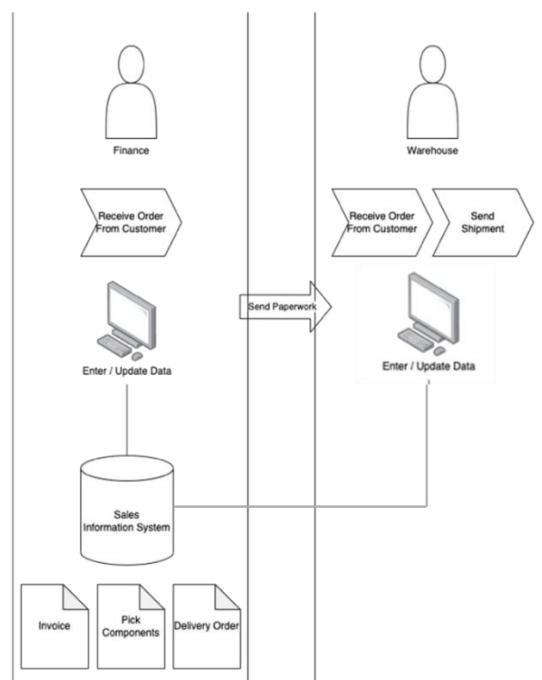 Finance
Warehouse
Receive Order
From Customer
Receive Order
From Customer
Send
Shipment
Send Paperwork
Enter / Update Data
Enter / Update Data
Sales
Information System
Invoice
Pick
Components
Delivery Order